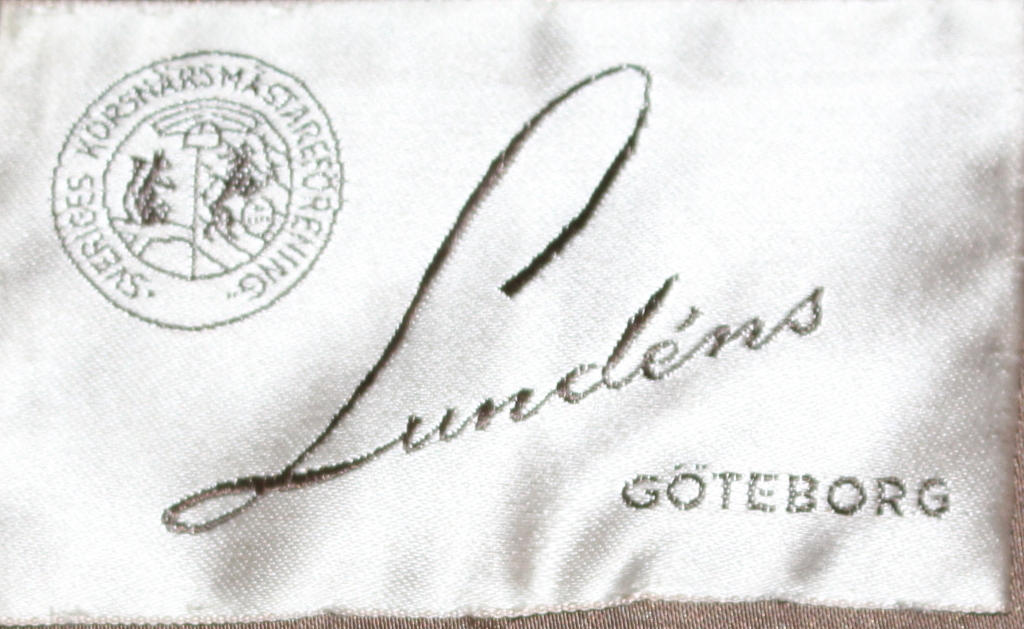 SVERIGES KÖRSNÄRSMÄSTAREFÖRENING
Lundéns
GÖTEBORG